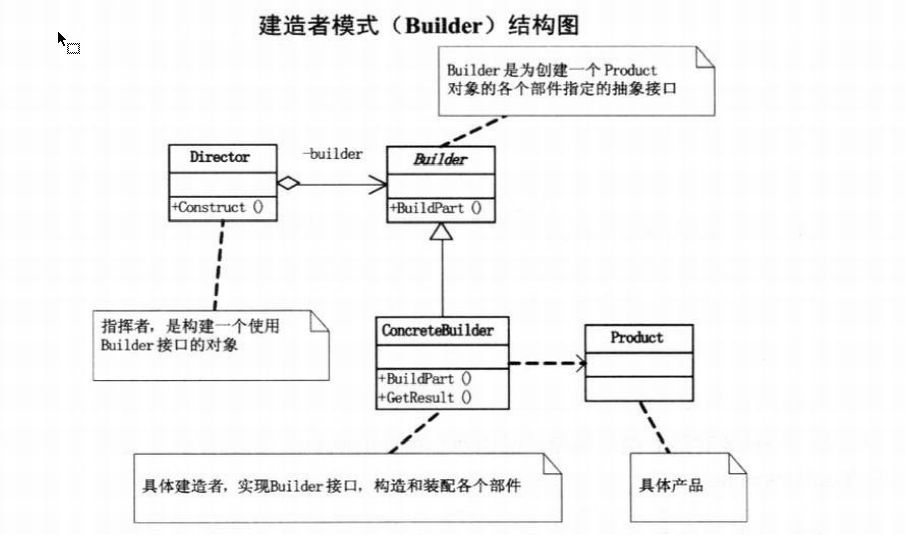 建造者模式（Builder）结构图
Builder是为创建一个Product
对象的各个部件指定的抽象接口
Director
-builder
Builder
+Construct ()
+BuildPart ()
指挥者，是构建一个使用
Builder接口的对象
ConcreteBuilder
Product
+BuildPart ()
+GetResult ()
具体建造者，实现Builder接口，构造和装配各个部件
具体产品